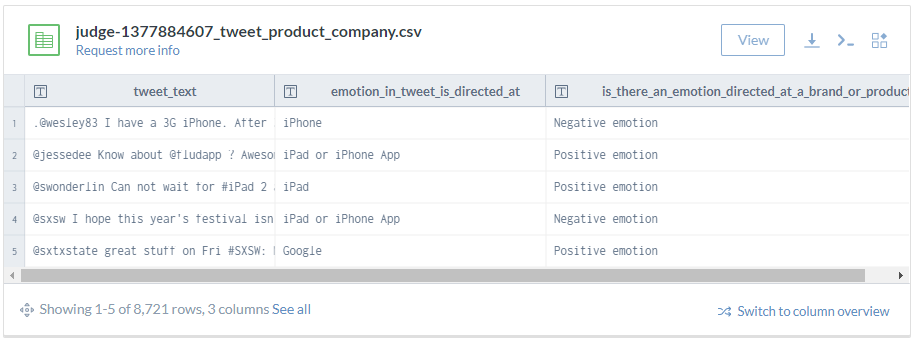 judge-1377884607_tweet_product_company.csv
Request more info
View
tweet_text emotion_in_tweet_is_directed_at is_there_an_emotion_directed_at_a_brand_or_product
1 .@wesley83 I have a 3G iPhone. After iPhone Negative emotion
2 @jessedee Know about @fludapp ? Aweso iPad or iPhone App Positive emotion
3 @swonderlin Can not wait for #iPad 2 iPad Positive emotion
4 @sxsw I hope this year's festival isn iPad or iPhone App Negative emotion
5 @sxtxstate great stuff on Fri #SXSW: Google Positive emotion
Showing 1-5 of 8,721 rows, 3 columns See all
Switch to column overview